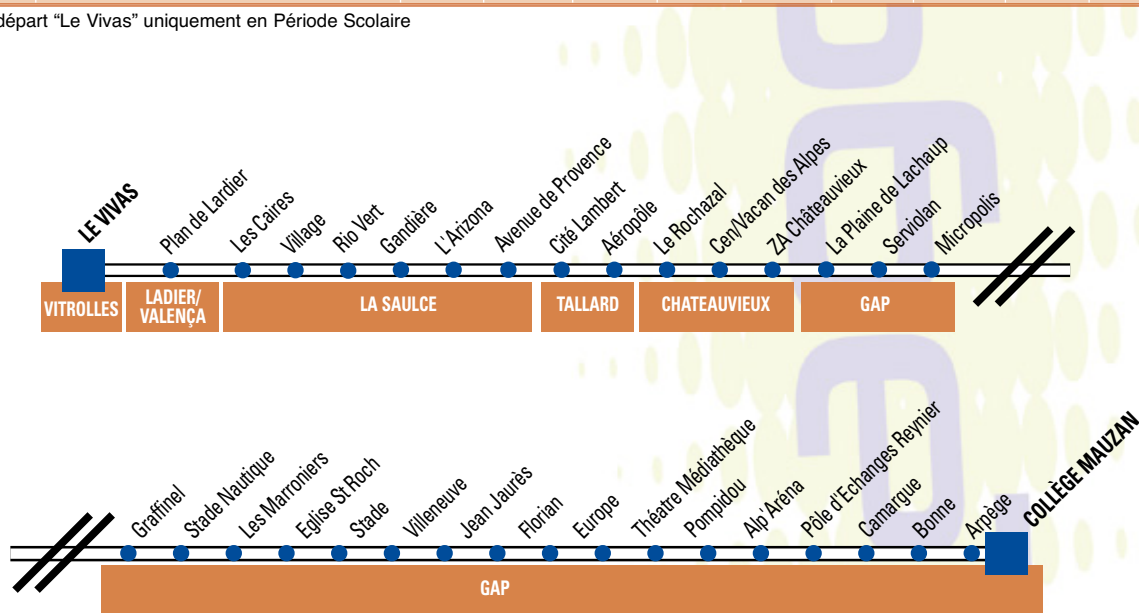 départ “Le Vivas” uniquement en Période Scolaire
LE VIVAS
Plan de Lardier
Les Caires
Village
Rio Vert
Gandière
L'Arizona
Avenue de Provence
Cité Lambert
Aéropôle
Le Rochazal
Cen/Vacan des Alpes
ZA Châteauvieux
La Plaine de Lachaup
Serviolan
Micropolis
VITROLLES
LADIER/
VALENÇA
LA SAULCE
TALLARD
CHATEAUVIEUX
GAP
Graffinel
Stade Nautique
Les Marroniers
Eglise St Roch
Stade
Villeneuve
Jean Jaurès
Florian
Europe
Théatre Médiathèque
Pompidou
Alp'Aréna
Pôle d'Echanges Reynier
Camargue
Bonne
Arpège
COLLÈGE MAUZAN
GAP